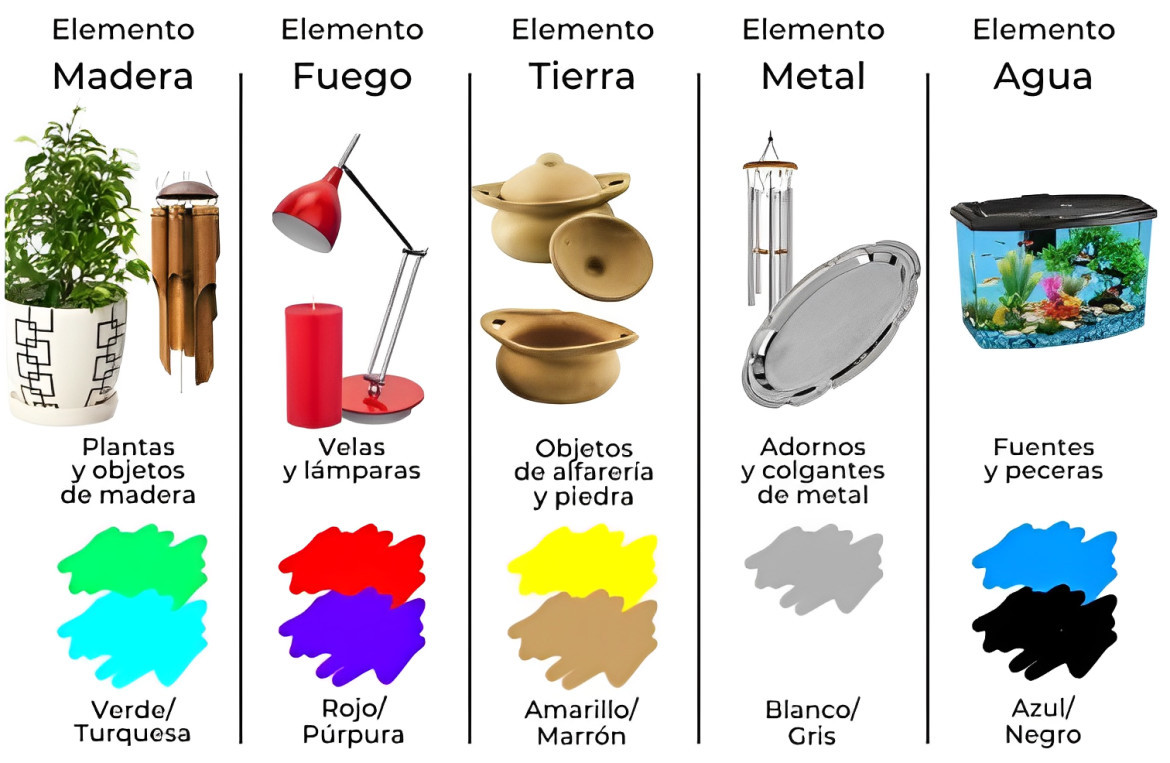 Elemento
Madera
Plantas
y objetos
de madera
Verde/
Turquesa
Elemento
Fuego
Velas
y lámparas
Rojo/
Púrpura
Elemento
Tierra
Objetos
de alfarería
y piedra
Amarillo/
Marrón
Elemento
Metal
Adornos
y colgantes
de metal
Blanco/
Gris
Elemento
Agua
Fuentes
y peceras
Azul/
Negro